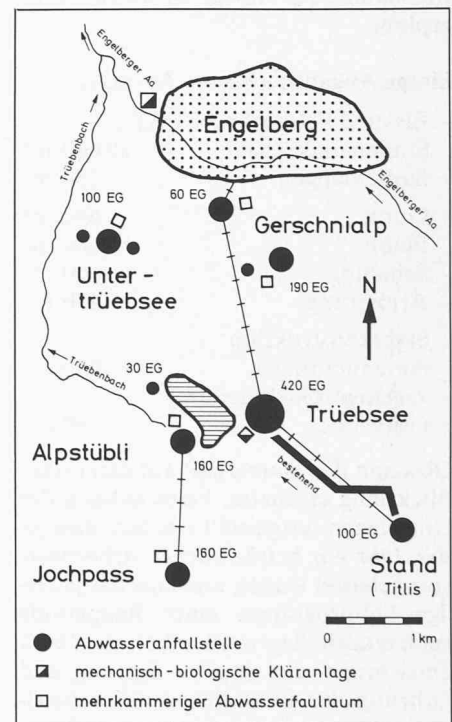 Engelberger Aa
Engelberg
Trüebenbach
Engelberger Aa
60 EG
100 EG
Gerschnialp
Unter-
trüebsee
190 EG
N
Trüebenbach
30 EG
420 EG
Trüebsee
Alpstübli
160 EG
bestehend
100 EG
160 EG
Stand
(Titlis)
Jochpass
0 1 km
Abwasseranfallstelle
mechanisch-biologische Kläranlage
mehrkammeriger Abwasserfaulraum